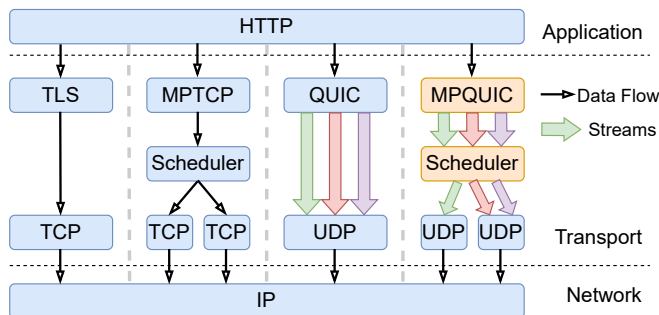 HTTP
Application
TLS
MPTCP
QUIC
MPQUIC
Data Flow
Streams
Scheduler
Scheduler
TCP
TCP
TCP
UDP
UDP
UDP
Transport
IP
Network